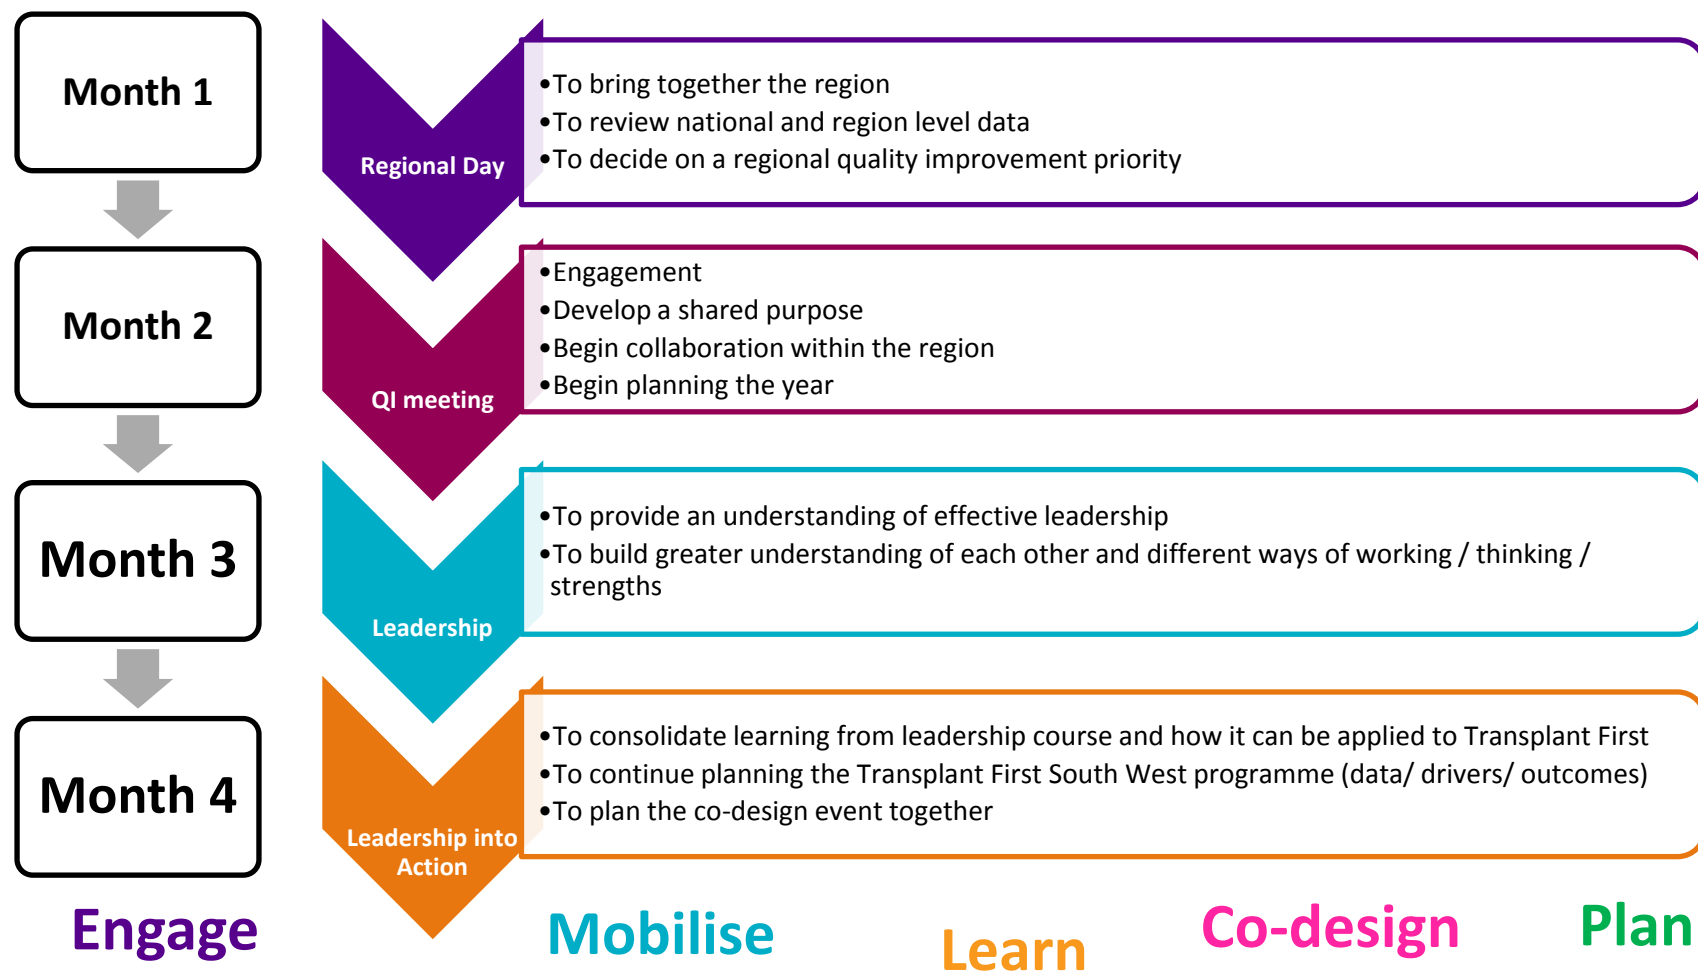 Month 1
Regional Day
•To bring together the region
•To review national and region level data
•To decide on a regional quality improvement priority
Month 2
QI meeting
•Engagement
•Develop a shared purpose
•Begin collaboration within the region
•Begin planning the year
Month 3
Leadership
•To provide an understanding of effective leadership
•To build greater understanding of each other and different ways of working / thinking /
strengths
Month 4
Leadership into
Action
•To consolidate learning from leadership course and how it can be applied to Transplant First
•To continue planning the Transplant First South West programme (data/ drivers/ outcomes)
•To plan the co-design event together
Engage
Mobilise
Learn
Co-design
Plan